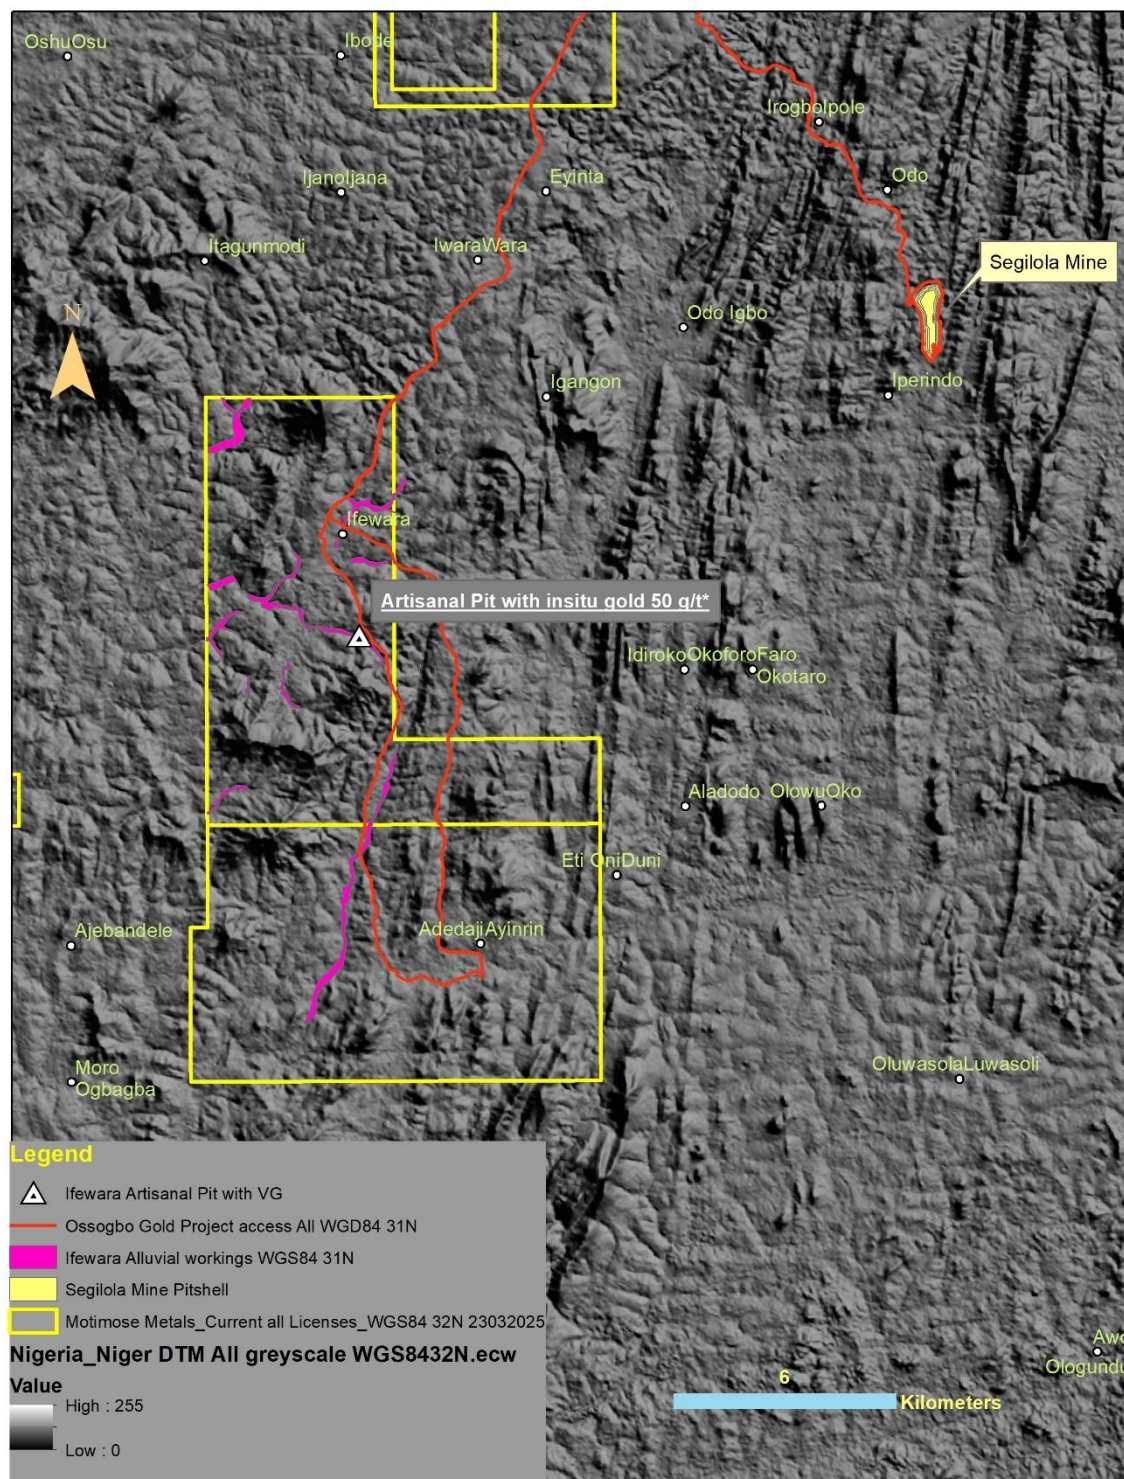 OshuOsu
Ibode
IrogboIpole
IjanoIjana
Eyinta
Odo
Itagunmodi
IwaraWara
Segilola Mine
N
Odo Igbo
Igangon
Iperindo
Ifewara
Artisanal Pit with insitu gold 50 g/t*
IdirokoOkoforoFaro
Okotaro
Aladodo
OlowuOko
Eti OniDuni
Ajebandele
AdedajiAyinrin
Moro
Ogbagba
OluwasolaLuwasoli
Legend
Ifewara Artisanal Pit with VG
Ossogbo Gold Project access All WGD84 31N
Ifewara Alluvial workings WGS84 31N
Segilola Mine Pitshell
Motimose Metals_Current all Licenses_WGS84 32N 23032025
Nigeria_Niger DTM All greyscale WGS8432N.ecw
Value
High : 255
Low : 0
6
Kilometers